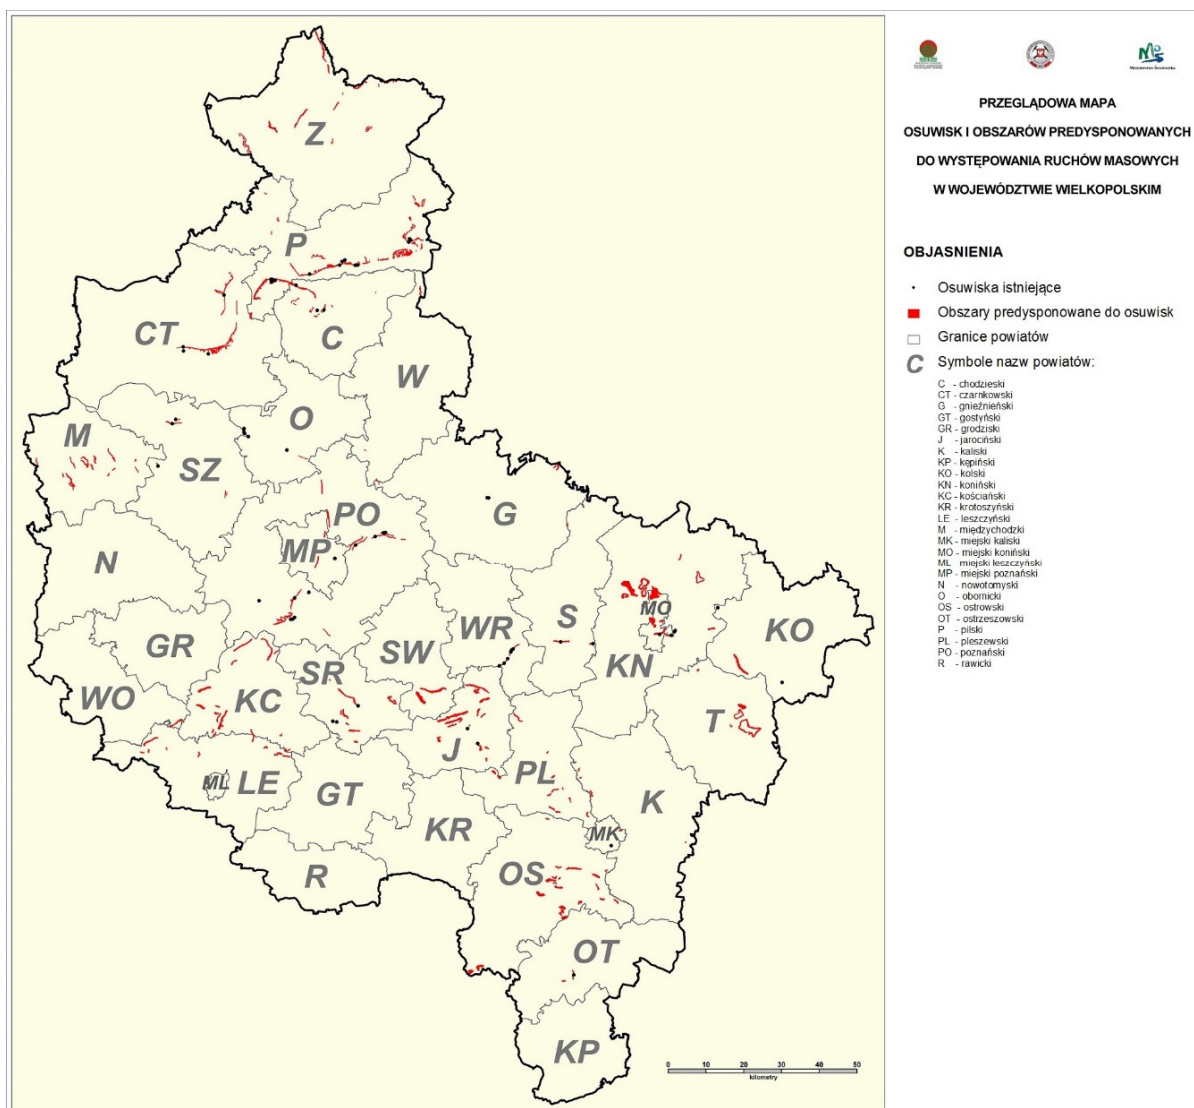 PRZEGLĄDOWA MAPA
OSUWISK I OBSZARÓW PREDYSPONOWANYCH
DO WYSTĘPOWANIA RUCHÓW MASOWYCH
W WOJEWÓDZTWIE WIELKOPOLSKIM
OBJASNIENIA
Osuwiska istniejące
Obszary predysponowane do osuwisk
Granice powiatów
C Symbole nazw powiatów:
C - chodzieski
CT - czarnkowski
G - gnieźnieński
GT - gostyński
GR - grodziski
J - jarociński
K - kaliski
KP - kępiński
KO - kolski
KN - koniński
KC - kościański
KR - krotoszyński
LE - leszczyński
M - międzychodzki
MK - miejski kaliski
MO - miejski koniński
ML - miejski leszczyński
MP - miejski poznański
N - nowotomyski
O - obornicki
OS - ostrowski
OT - ostrzeszowski
P - pilski
PL - pleszewski
PO - poznański
R - rawicki
Z
P
CT
C
W
O
M
SZ
PO
G
MP
N
MO
S
KO
WR
GR
SW
SR
KN
WO
KC
T
J
PL
ML LE
GT
K
KR
MK
R
OS
OT
KP
0 10 20 30 40 50
kilometry